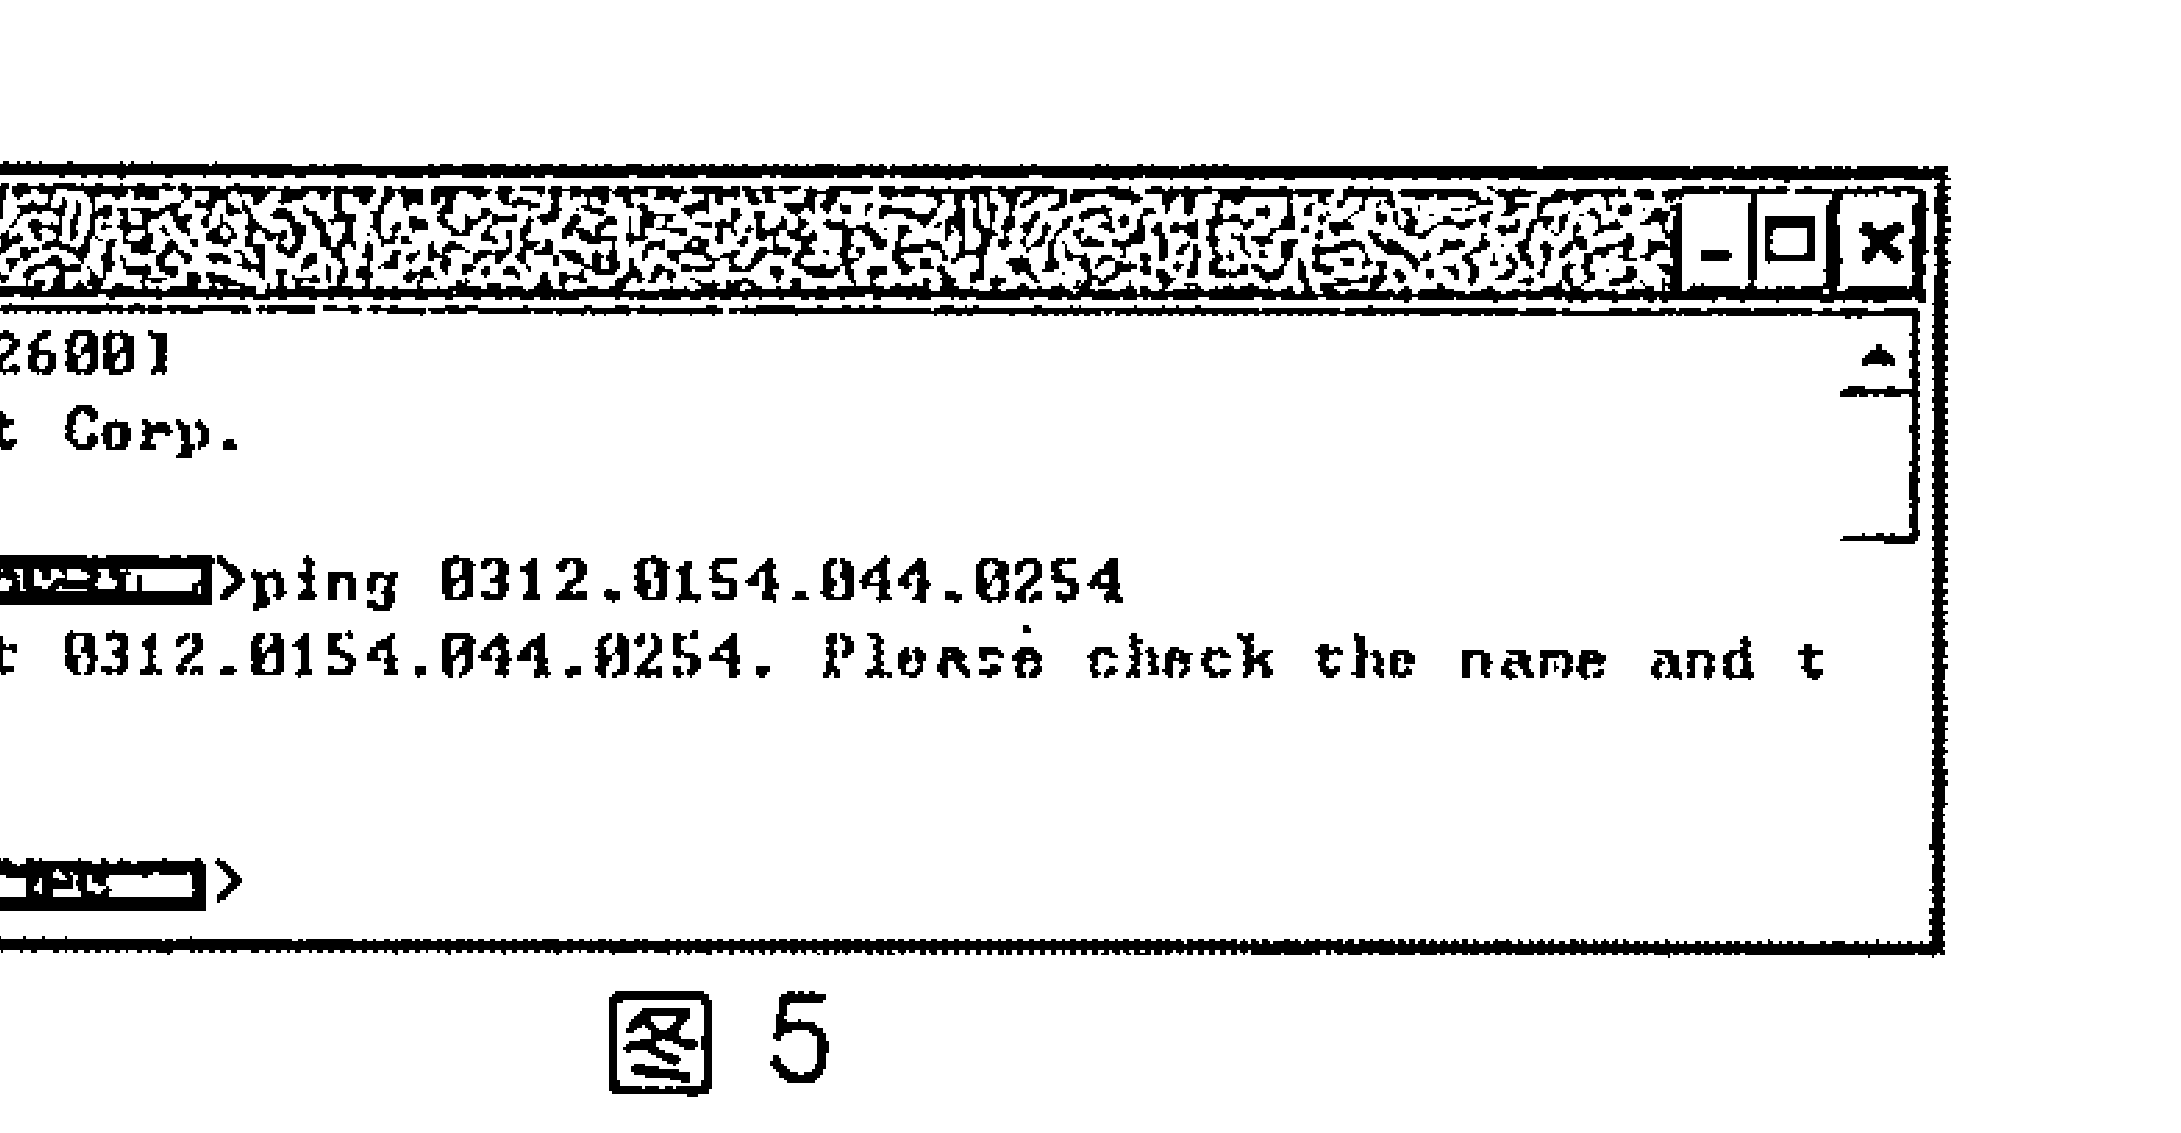 2600]
t Corp.
>ping 0312.0154.044.0254
t 0312.0154.044.0254. Please check the name and t
>
图 5